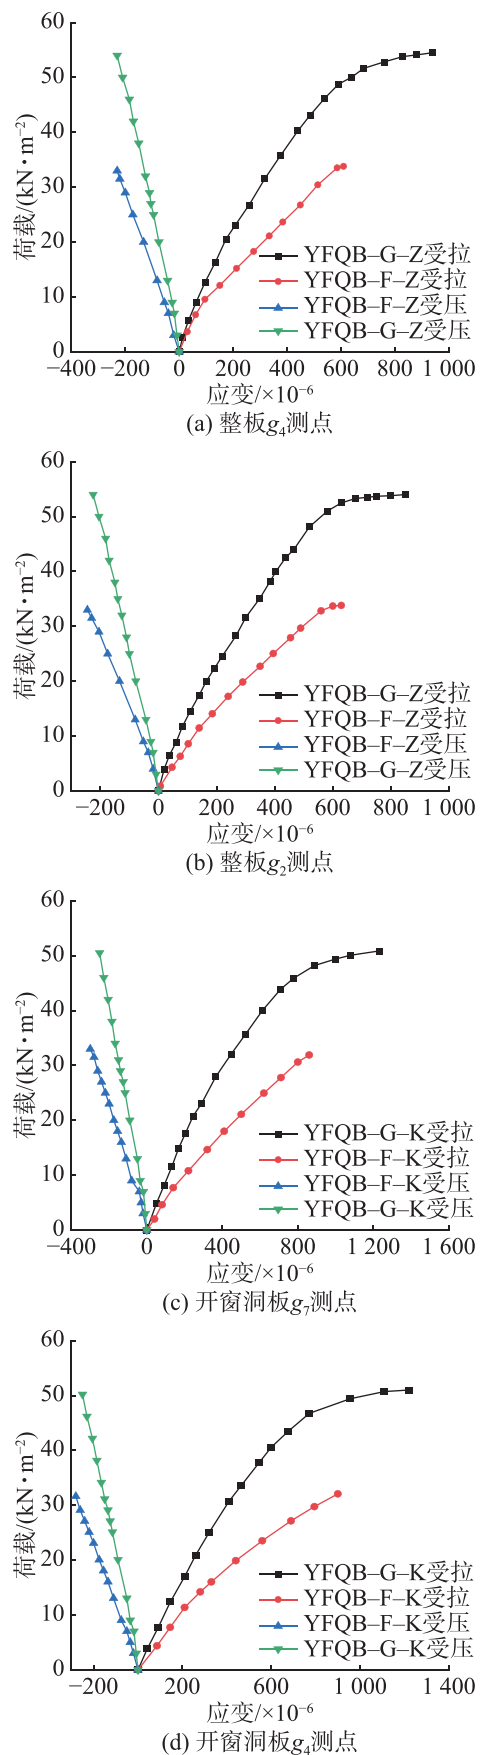 60
50
40
30
20
10
0
荷载/(kN•m⁻²)
YFQB–G–Z受拉
YFQB–F–Z受拉
YFQB–F–Z受压
YFQB–G–Z受压
−400 −200 0 200 400 600 800 1 000
应变/×10⁻⁶
(a) 整板g₄测点
60
50
40
30
20
10
0
荷载/(kN•m⁻²)
YFQB–G–Z受拉
YFQB–F–Z受拉
YFQB–F–Z受压
YFQB–G–Z受压
−200 0 200 400 600 800 1 000
应变/×10⁻⁶
(b) 整板g₂测点
60
50
40
30
20
10
0
荷载/(kN•m⁻²)
YFQB–G–K受拉
YFQB–F–K受拉
YFQB–F–K受压
YFQB–G–K受压
−400 0 400 800 1 200 1 600
应变/×10⁻⁶
(c) 开窗洞板g₇测点
60
50
40
30
20
10
0
荷载/(kN•m⁻²)
YFQB–G–K受拉
YFQB–F–K受拉
YFQB–F–K受压
YFQB–G–K受压
−200 200 600 1 000 1 400
应变/×10⁻⁶
(d) 开窗洞板g₄测点